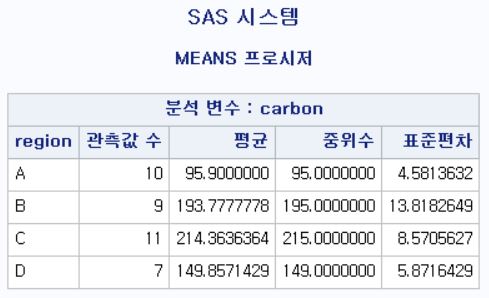 SAS 시스템
MEANS 프로시저
분석 변수 : carbon
region 관측값 수 평균 중위수 표준편차
A 10 95.9000000 95.0000000 4.5813632
B 9 193.7777778 195.0000000 13.8182649
C 11 214.3636364 215.0000000 8.5705627
D 7 149.8571429 149.0000000 5.8716429